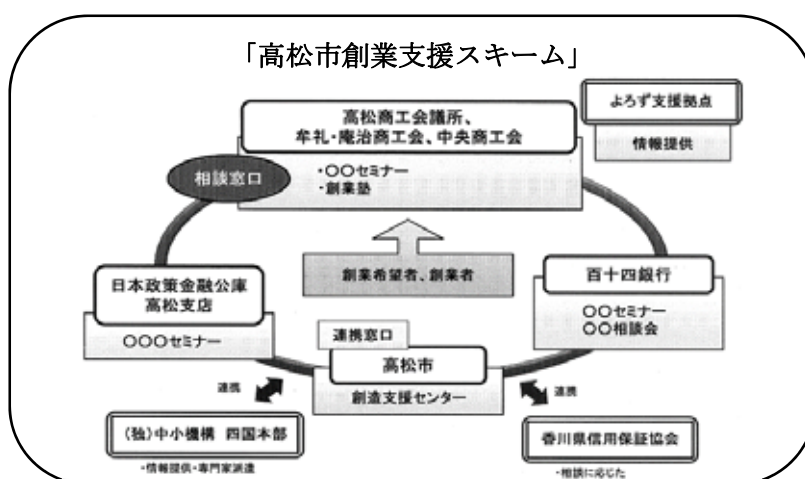 「高松市創業支援スキーム」
よろず支援拠点
情報提供
高松商工会議所、
牟礼・庵治商工会、中央商工会
・〇〇セミナー
・創業塾
相談窓口
創業希望者、創業者
日本政策金融公庫
高松支店
〇〇〇セミナー
百十四銀行
〇〇セミナー
〇〇相談会
連携窓口
高松市
創造支援センター
連携
連携
(独)中小機構 四国本部
・情報提供・専門家派遣
香川県信用保証協会
・相談に応じた